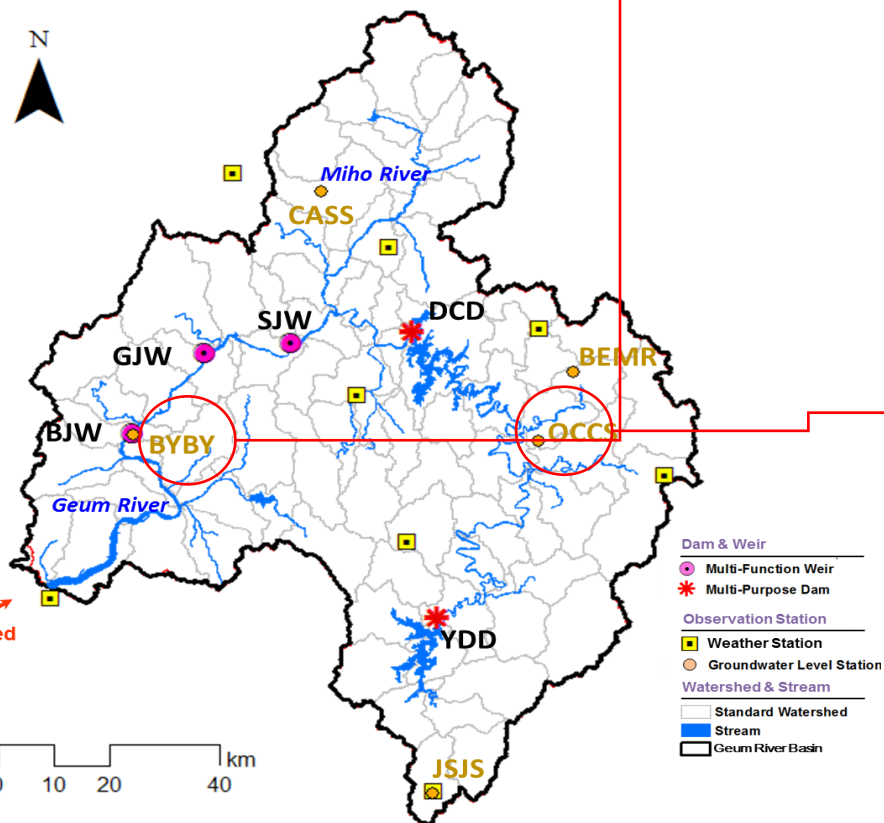 N
Miho River
CASS
DCD
SJW
GJW
BEMR
BJW
BYBY
OCCS
Geum River
Dam & Weir
Multi-Function Weir
Multi-Purpose Dam
YDD
Observation Station
Weather Station
Groundwater Level Station
Watershed & Stream
Standard Watershed
Stream
Geum River Basin
km
10
20
40
JSJS